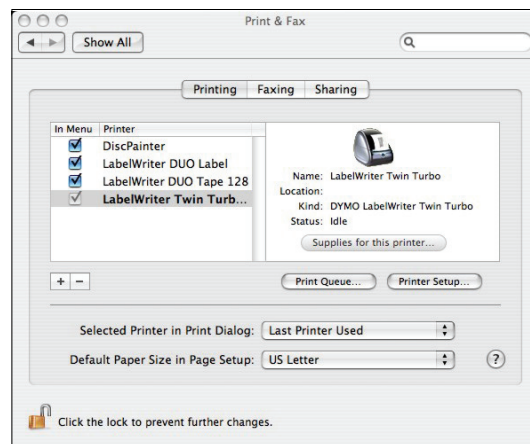 Print & Fax
Show All
Printing Faxing Sharing
In Menu Printer
DiscPainter
LabelWriter DUO Label
LabelWriter DUO Tape 128
LabelWriter Twin Turb...
Name: LabelWriter Twin Turbo
Location:
Kind: DYMO LabelWriter Twin Turbo
Status: Idle
Supplies for this printer...
+ −
Print Queue... Printer Setup...
Selected Printer in Print Dialog: Last Printer Used
Default Paper Size in Page Setup: US Letter ?
Click the lock to prevent further changes.